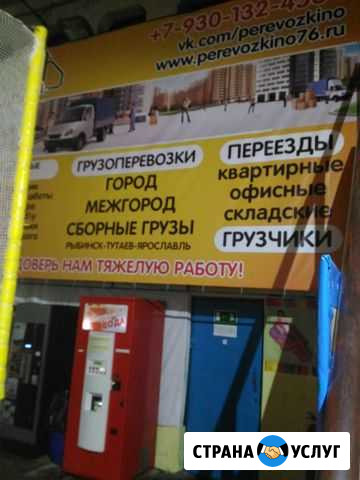 +7-930-132-45
vk.com/perevozkino
www.perevozkino76.ru
ГРУЗОПЕРЕВОЗКИ
ГОРОД
МЕЖГОРОД
СБОРНЫЕ ГРУЗЫ
РЫБИНСК-ТУТАЕВ-ЯРОСЛАВЛЬ
ПЕРЕЕЗДЫ
квартирные
офисные
складские
ГРУЗЧИКИ
ДОВЕРЬ НАМ ТЯЖЕЛУЮ РАБОТУ!
ВОДА
СТРАНА УСЛУГ